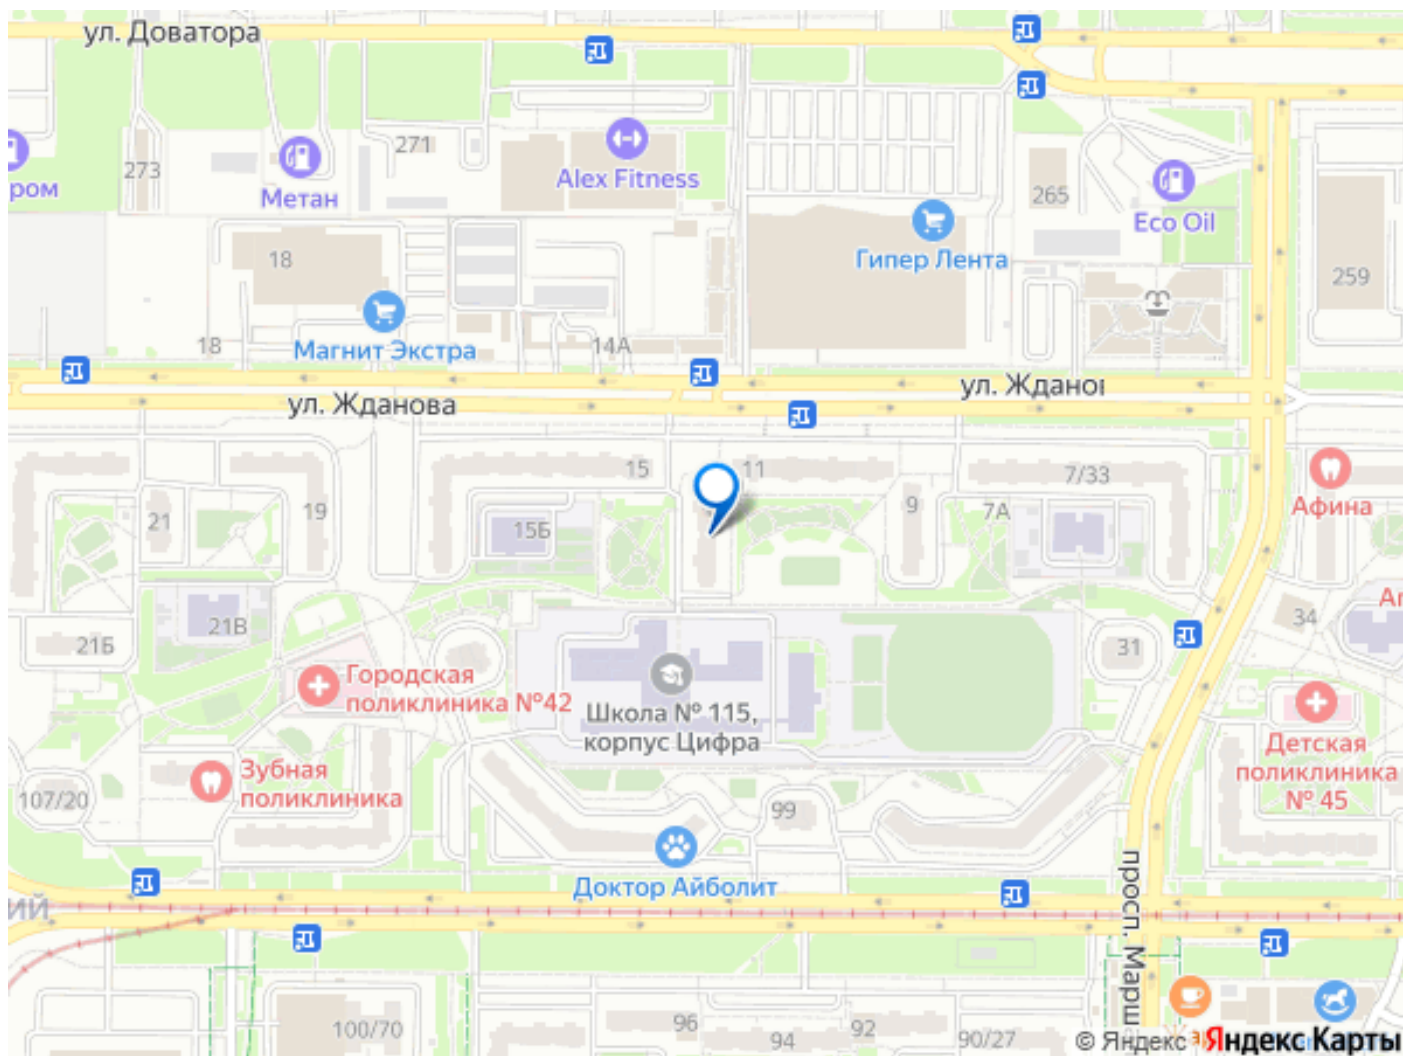 ул. Доватора
271
273
Alex Fitness
Метан
ром
265
Eco Oil
18
Гипер Лента
259
Магнит Экстра
18
14А
ул. Жданова
ул. Ждано
15
11
7/33
19
21
15Б
9
7А
Афина
21В
21Б
34
31
Городская
поликлиника №42
Школа № 115,
корпус Цифра
Детская
поликлиника
№ 45
Зубная
поликлиника
107/20
99
Доктор Айболит
ИЙ
просп. Марш
100/70
96
94
92
90/27
© Яндекс
Яндекс Карты